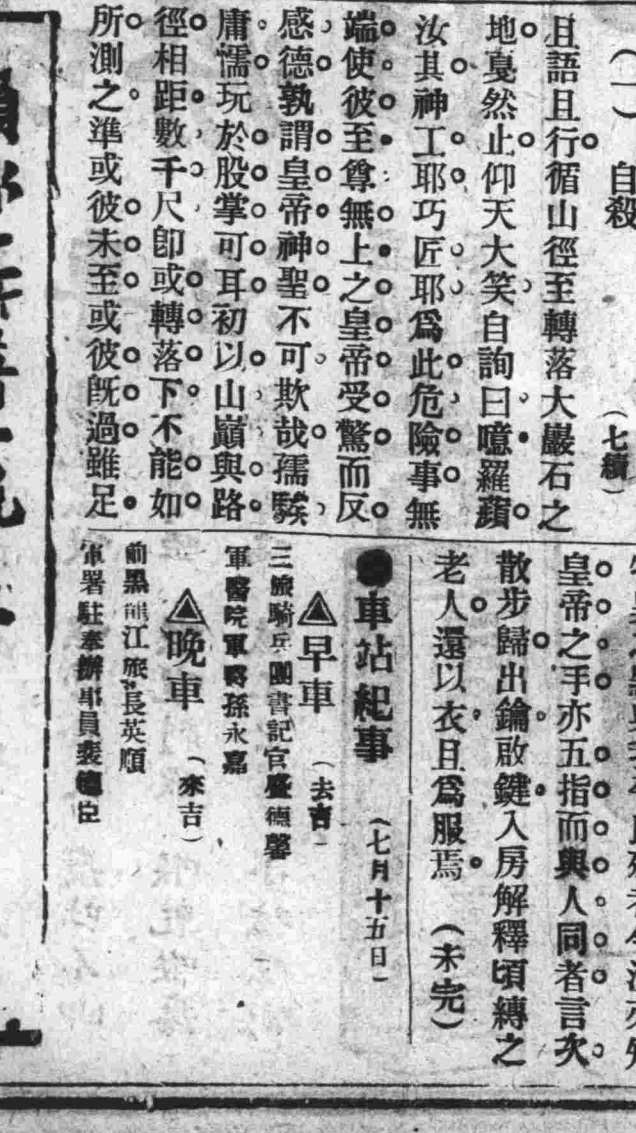 （一）　自殺　（七續）
且語且行循山徑至轉落大巖石之
地戛然止仰天大笑自詢曰噫羅蘋
汝其神工耶巧匠耶爲此危險事無
端使彼至尊無上之皇帝受驚而反
感德孰謂皇帝神聖不可欺哉孺騃
庸懦玩於股掌可耳初以山巔與路
徑相距數千尺卽或轉落下不能如
所測之準或彼未至或彼旣過雖足
皇帝之手亦五指而與人同者言次
散步歸出鑰啟鍵入房解釋頃縛之
老人還以衣且爲服焉　（未完）
車站紀事　（七月十五日）
▲早車　（去吉）
三旅騎兵團書記官盛德馨
軍醫院軍醫孫永嘉
▲晚車　（來吉）
前黑龍江旅長英順
軍署駐奉辦事員裴德臣